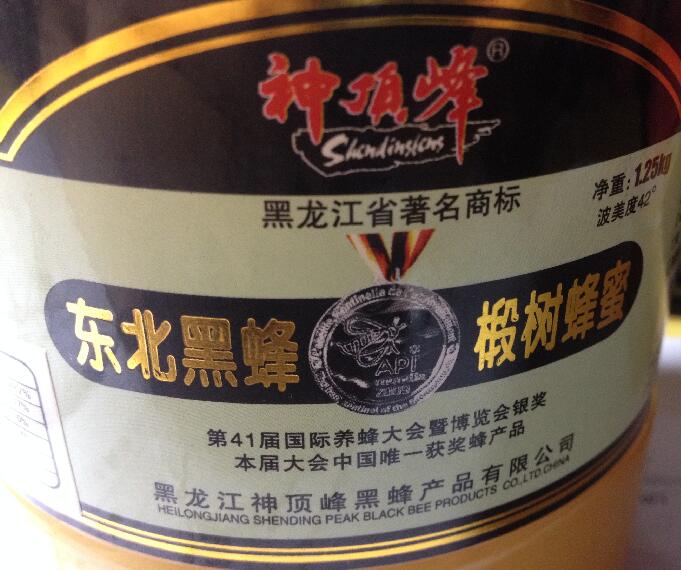 神顶峰®
黑龙江省著名商标
净重：1.25kg
波美度42°
东北黑蜂
椴树蜂蜜
API
2009
第41届国际养蜂大会暨博览会银奖
本届大会中国唯一获奖蜂产品
黑龙江神顶峰黑蜂产品有限公司
HEILONGJIANG SHENDING PEAK BLACK BEE PRODUCTS CO.,LTD.CHINA